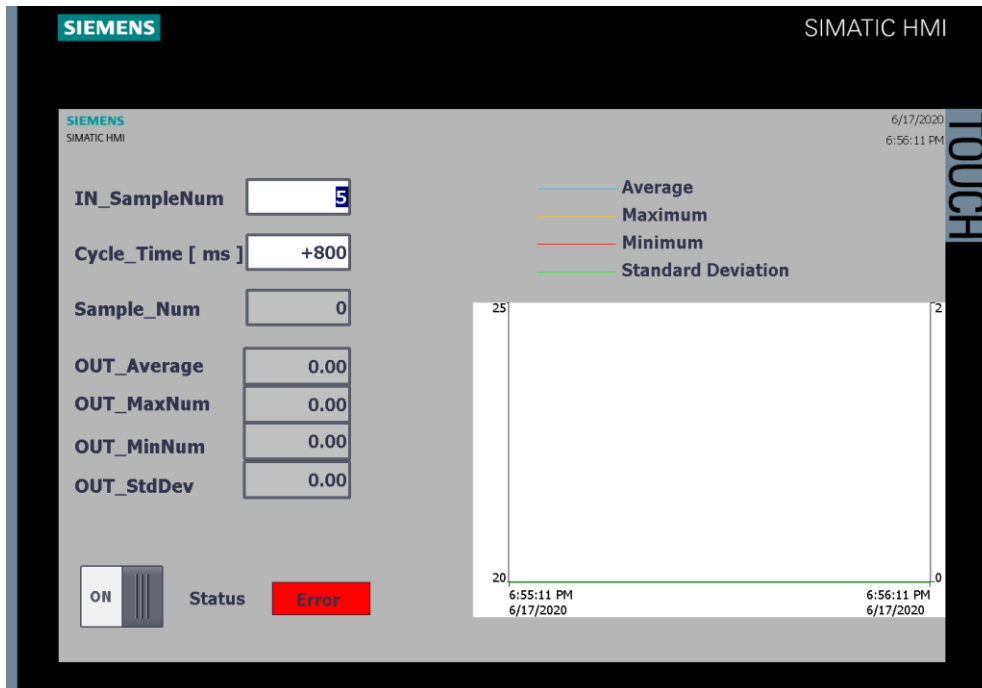 SIEMENS
SIMATIC HMI
TOUCH
SIEMENS
SIMATIC HMI
6/17/2020
6:56:11 PM
IN_SampleNum 5
Cycle_Time [ ms ] +800
Sample_Num 0
OUT_Average 0.00
OUT_MaxNum 0.00
OUT_MinNum 0.00
OUT_StdDev 0.00
ON Status Error
Average
Maximum
Minimum
Standard Deviation
25 2
20 0
6:55:11 PM 6:56:11 PM
6/17/2020 6/17/2020